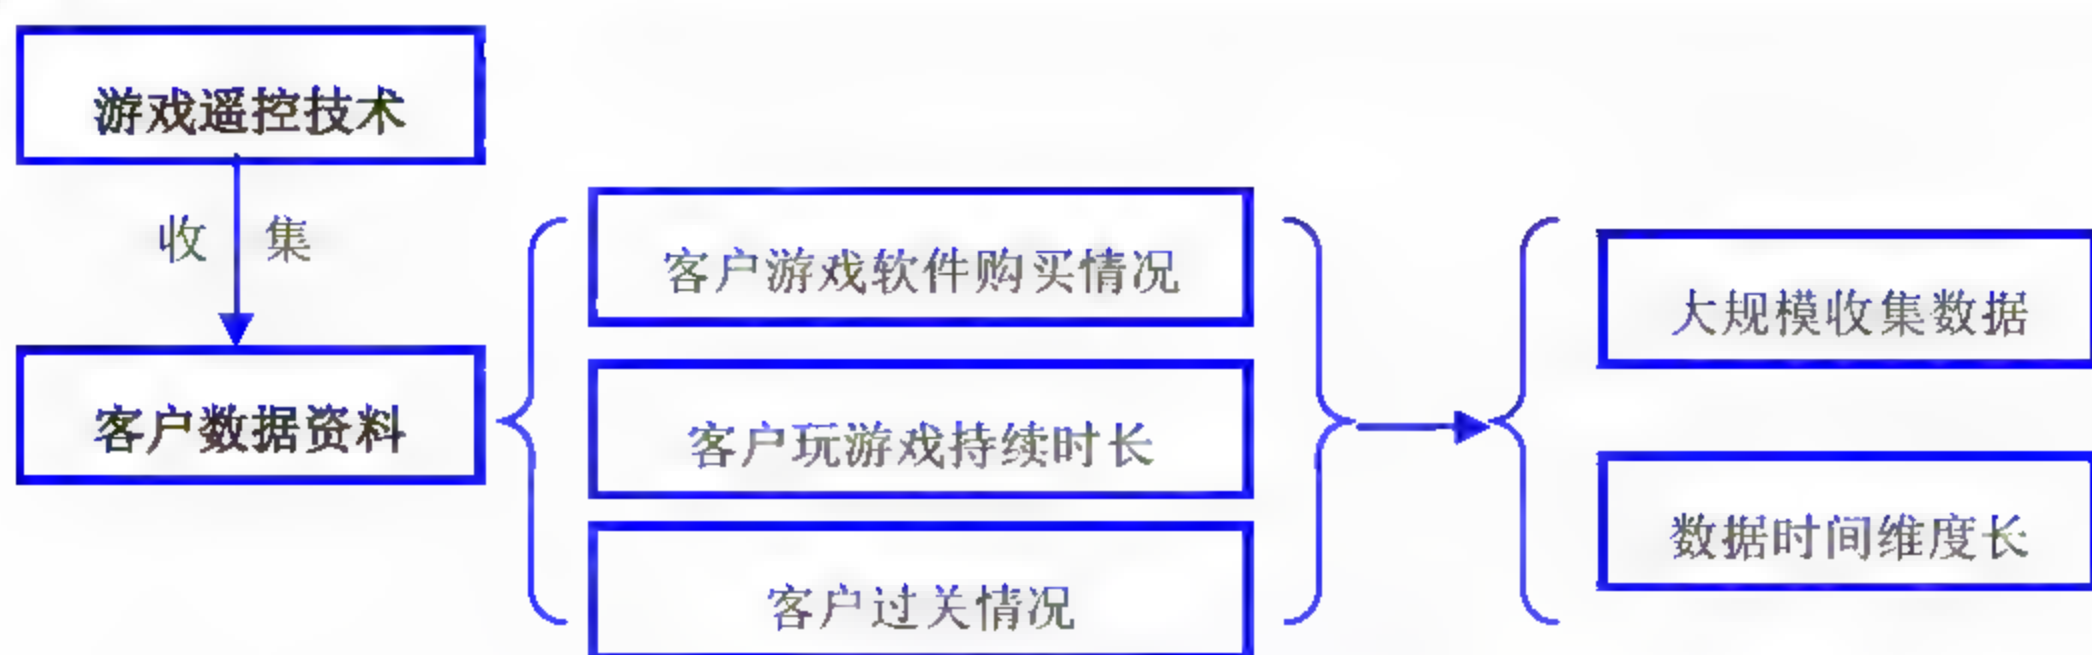 游戏遥控技术
收 集
客户数据资料
客户游戏软件购买情况
客户玩游戏持续时长
客户过关情况
大规模收集数据
数据时间维度长